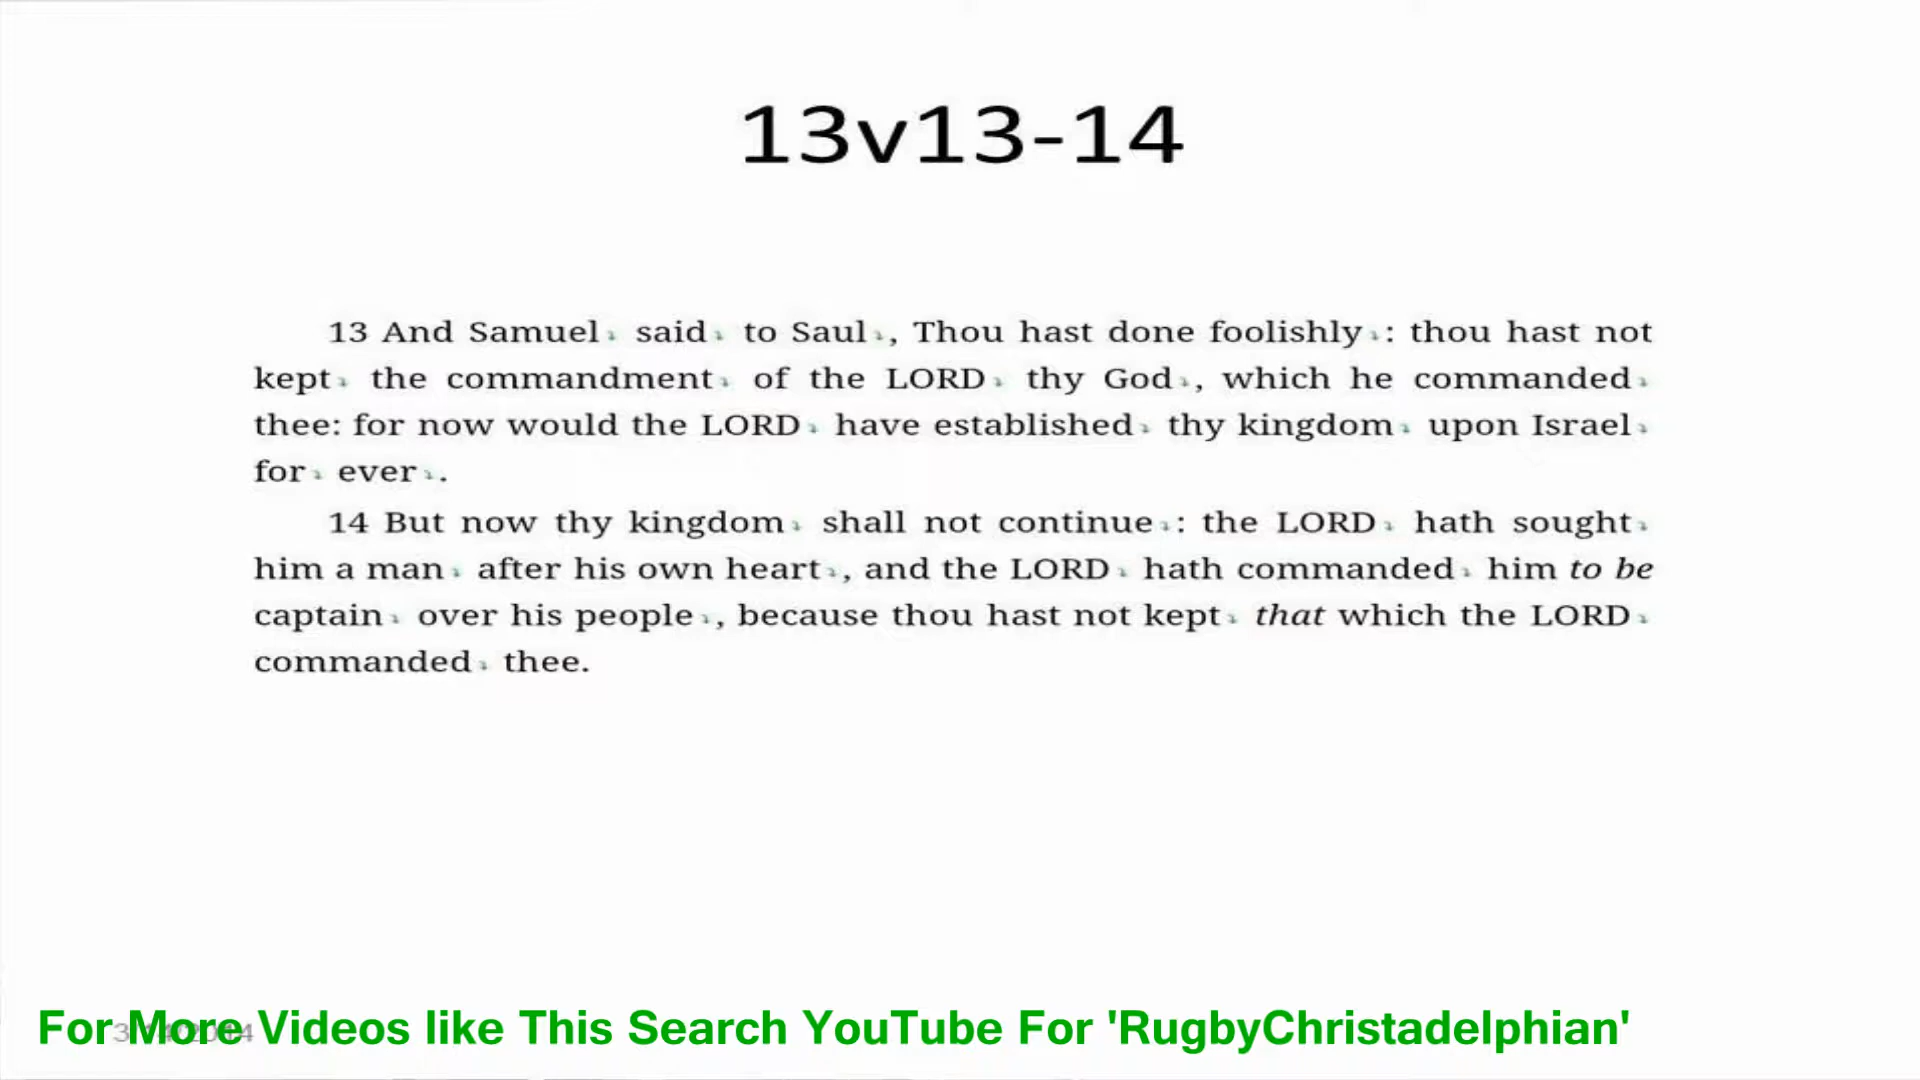 13v13-14
13 And Samuel said to Saul, Thou hast done foolishly: thou hast not
kept the commandment of the LORD thy God, which he commanded
thee: for now would the LORD have established thy kingdom upon Israel
for ever.
14 But now thy kingdom shall not continue: the LORD hath sought
him a man after his own heart, and the LORD hath commanded him to be
captain over his people, because thou hast not kept that which the LORD
commanded thee.
For More Videos like This Search YouTube For 'RugbyChristadelphian'